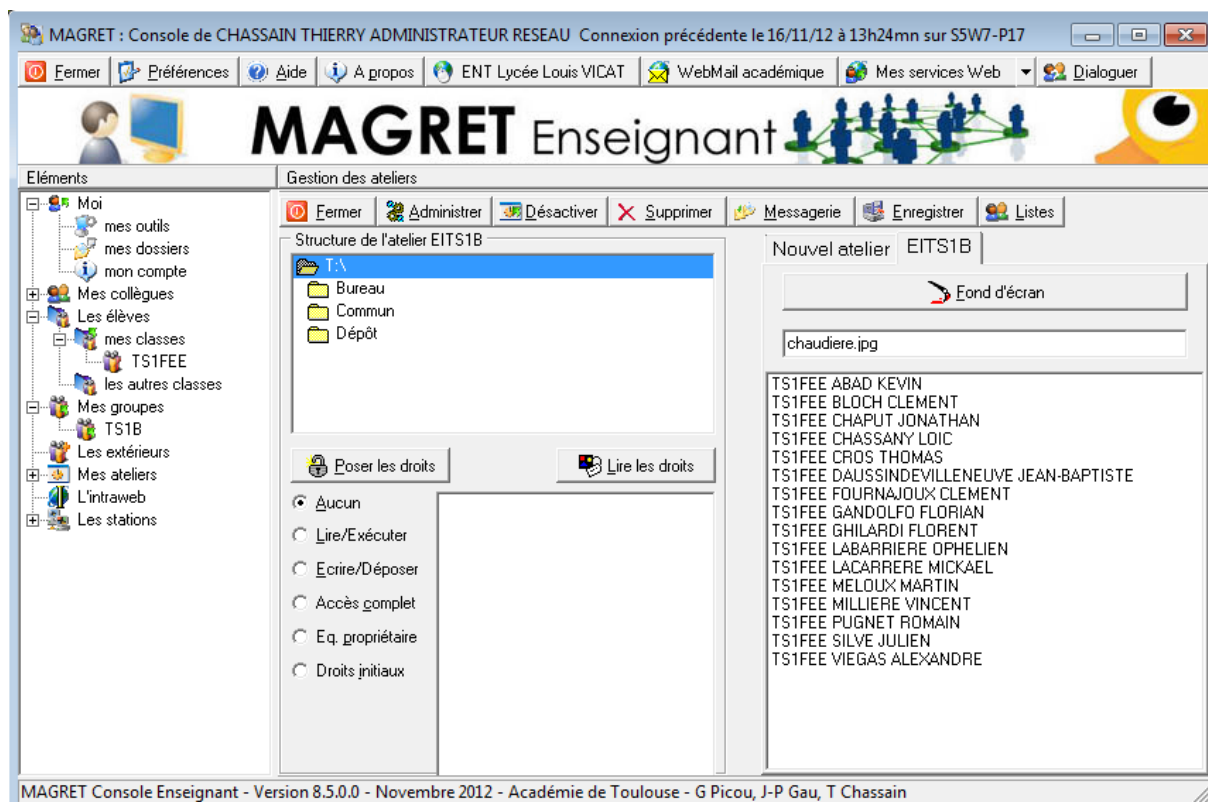 MAGRET : Console de CHASSAIN THIERRY ADMINISTRATEUR RESEAU Connexion précédente le 16/11/12 à 13h24mn sur S5W7-P17
Fermer Préférences Aide A propos ENT Lycée Louis VICAT WebMail académique Mes services Web Dialoguer
MAGRET Enseignant
Eléments
Moi
mes outils
mes dossiers
mon compte
Mes collègues
Les élèves
mes classes
TS1FEE
les autres classes
Mes groupes
TS1B
Les extérieurs
Mes ateliers
L'intraweb
Les stations
Gestion des ateliers
Fermer Administrer Désactiver Supprimer Messagerie Enregistrer Listes
Structure de l'atelier EITS1B
T:\
Bureau
Commun
Dépôt
Poser les droits Lire les droits
Aucun
Lire/Exécuter
Ecrire/Déposer
Accès complet
Eq. propriétaire
Droits initiaux
Nouvel atelier EITS1B
Fond d'écran
chaudiere.jpg
TS1FEE ABAD KEVIN
TS1FEE BLOCH CLEMENT
TS1FEE CHAPUT JONATHAN
TS1FEE CHASSANY LOIC
TS1FEE CROS THOMAS
TS1FEE DAUSSINDEVILLENEUVE JEAN-BAPTISTE
TS1FEE FOURNAJOUX CLEMENT
TS1FEE GANDOLFO FLORIAN
TS1FEE GHILARDI FLORENT
TS1FEE LABARRIERE OPHELIEN
TS1FEE LACARRERE MICKAEL
TS1FEE MELOUX MARTIN
TS1FEE MILLIERE VINCENT
TS1FEE PUGNET ROMAIN
TS1FEE SILVE JULIEN
TS1FEE VIEGAS ALEXANDRE
MAGRET Console Enseignant - Version 8.5.0.0 - Novembre 2012 - Académie de Toulouse - G Picou, J-P Gau, T Chassain